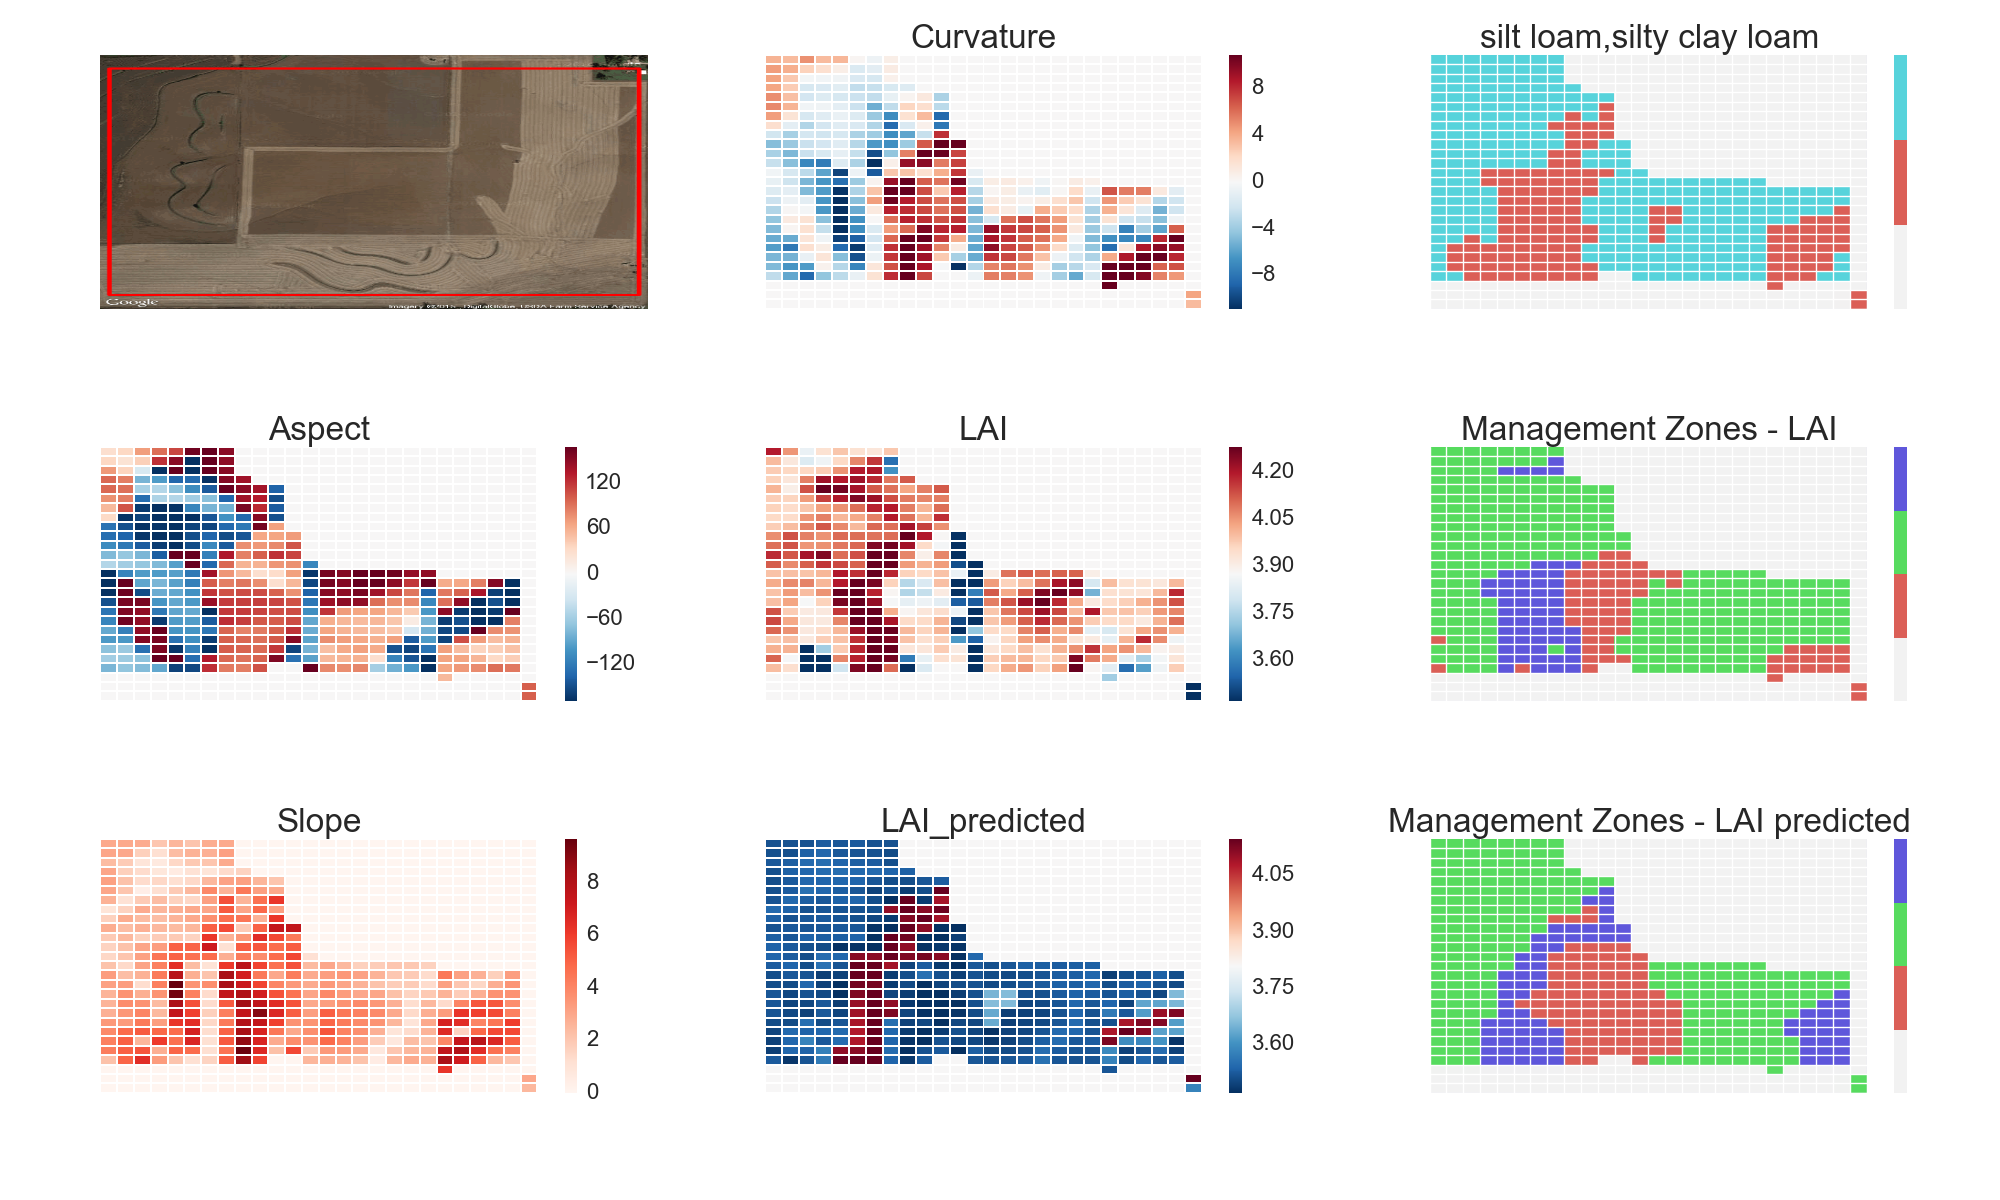 Curvature
silt loam,silty clay loam
8
4
0
−4
−8
Google
Aspect
LAI
Management Zones - LAI
120
60
0
−60
−120
4.20
4.05
3.90
3.75
3.60
Slope
LAI_predicted
Management Zones - LAI predicted
8
6
4
2
0
4.05
3.90
3.75
3.60